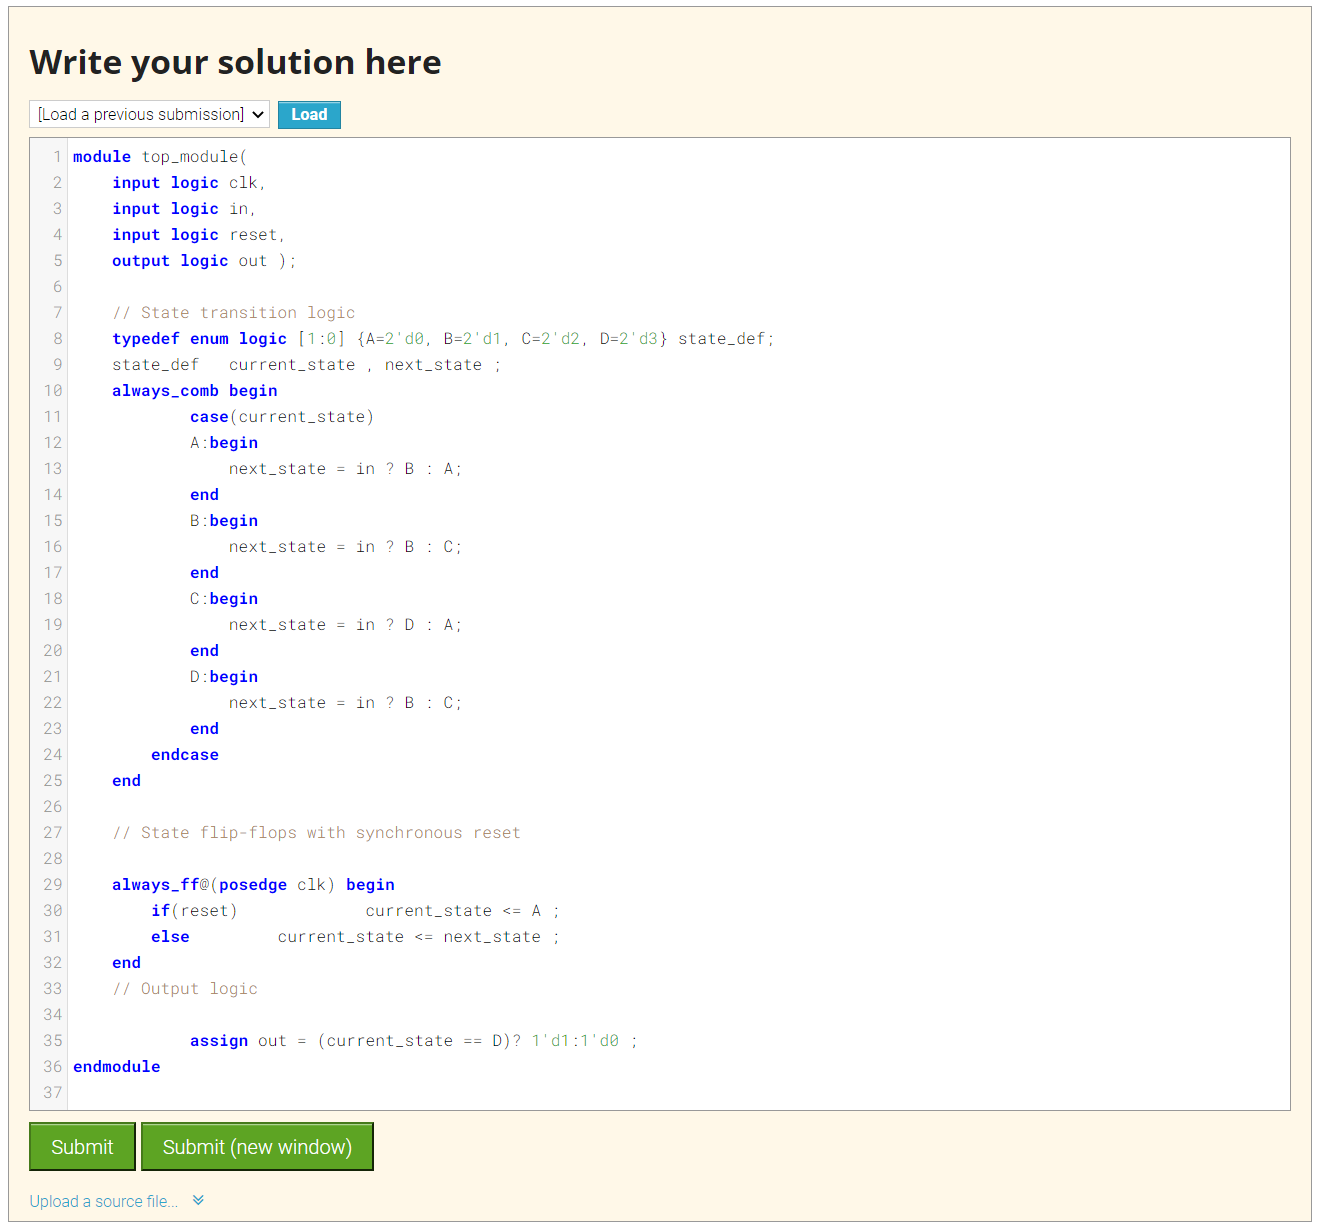 Write your solution here
[Load a previous submission] Load
1 module top_module(
2     input logic clk,
3     input logic in,
4     input logic reset,
5     output logic out );
6
7     // State transition logic
8     typedef enum logic [1:0] {A=2'd0, B=2'd1, C=2'd2, D=2'd3} state_def;
9     state_def   current_state , next_state ;
10     always_comb begin
11             case(current_state)
12             A:begin
13                 next_state = in ? B : A;
14             end
15             B:begin
16                 next_state = in ? B : C;
17             end
18             C:begin
19                 next_state = in ? D : A;
20             end
21             D:begin
22                 next_state = in ? B : C;
23             end
24         endcase
25     end
26
27     // State flip-flops with synchronous reset
28
29     always_ff@(posedge clk) begin
30         if(reset)             current_state <= A ;
31         else         current_state <= next_state ;
32     end
33     // Output logic
34
35             assign out = (current_state == D)? 1'd1:1'd0 ;
36 endmodule
37
Submit Submit (new window)
Upload a source file...